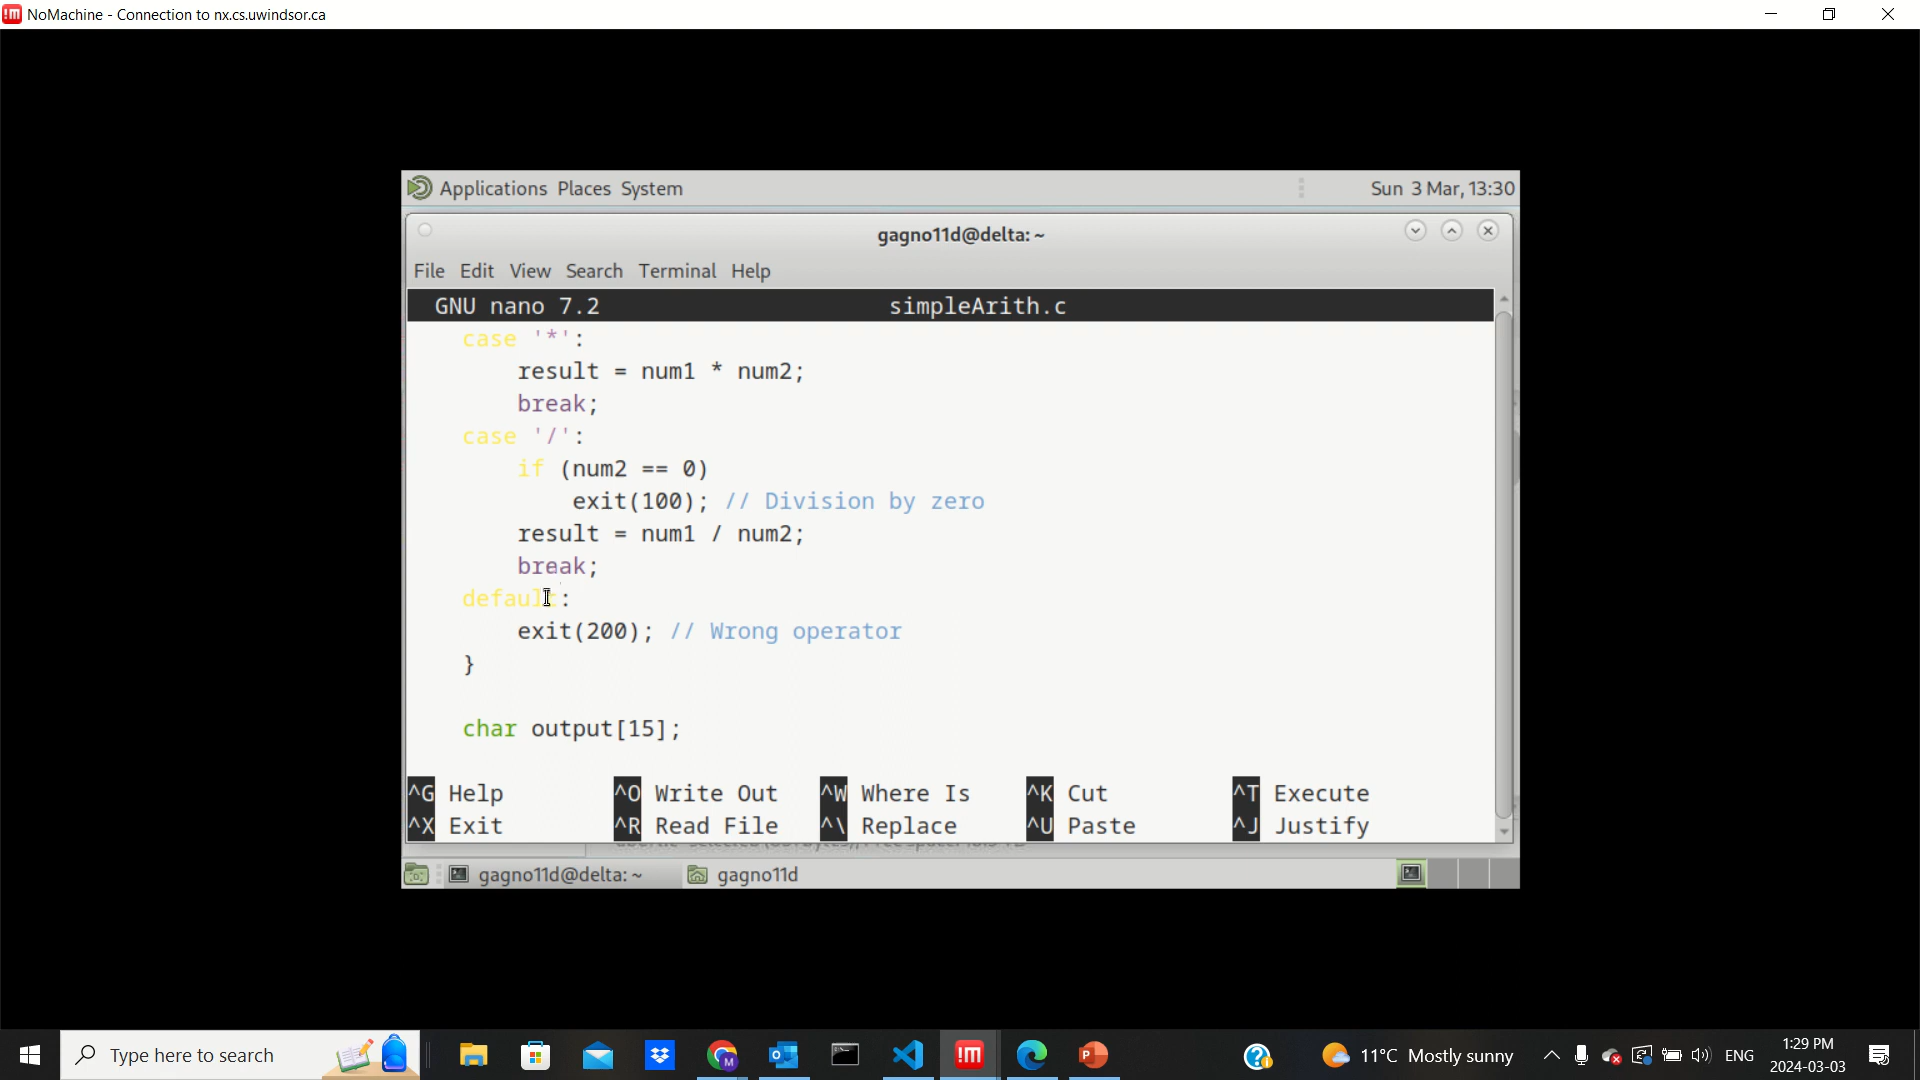 NoMachine - Connection to nx.cs.uwindsor.ca
Applications Places System Sun 3 Mar, 13:30
gagno11d@delta: ~
File Edit View Search Terminal Help
GNU nano 7.2 simpleArith.c
case '*':
result = num1 * num2;
break;
case '/':
if (num2 == 0)
exit(100); // Division by zero
result = num1 / num2;
break;
default:
exit(200); // Wrong operator
}
char output[15];
^G Help ^O Write Out ^W Where Is ^K Cut ^T Execute
^X Exit ^R Read File ^\ Replace ^U Paste ^J Justify
gagno11d@delta: ~ gagno11d
Type here to search
11°C Mostly sunny
ENG
1:29 PM
2024-03-03